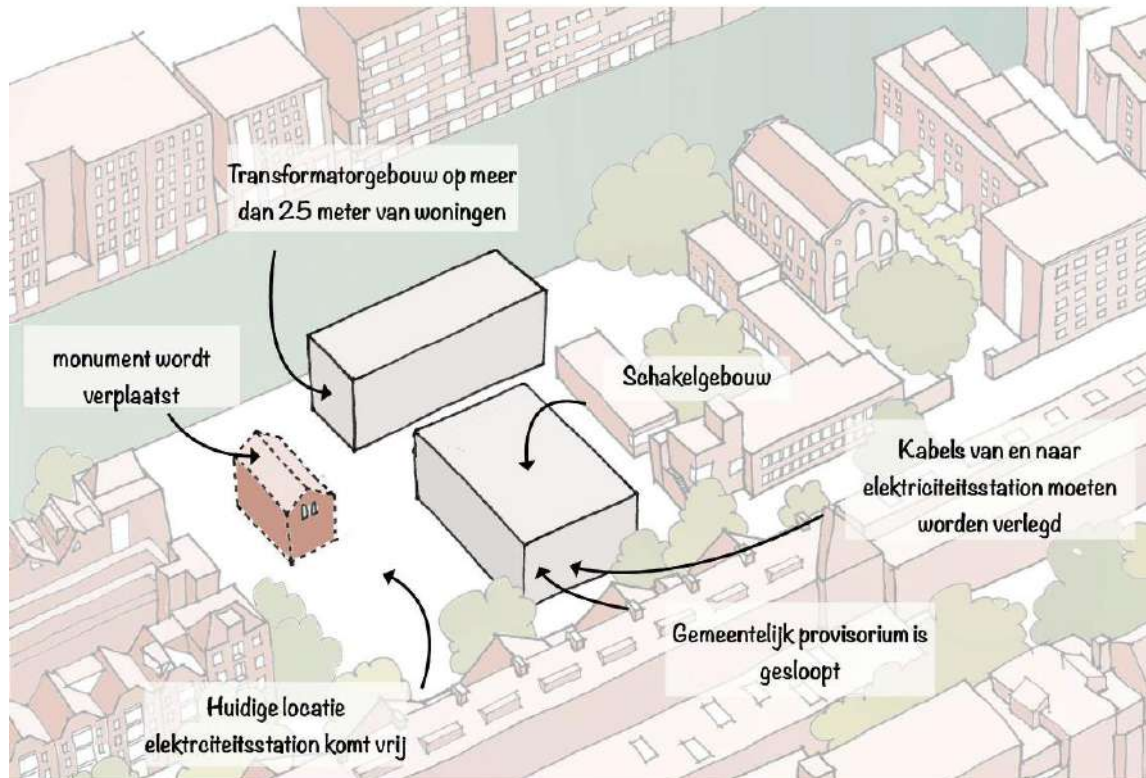 Transformatorgebouw op meer
dan 25 meter van woningen
monument wordt
verplaatst
Schakelgebouw
Kabels van en naar
elektriciteitsstation moeten
worden verlegd
Gemeentelijk provisorium is
gesloopt
Huidige locatie
elektrciteitsstation komt vrij